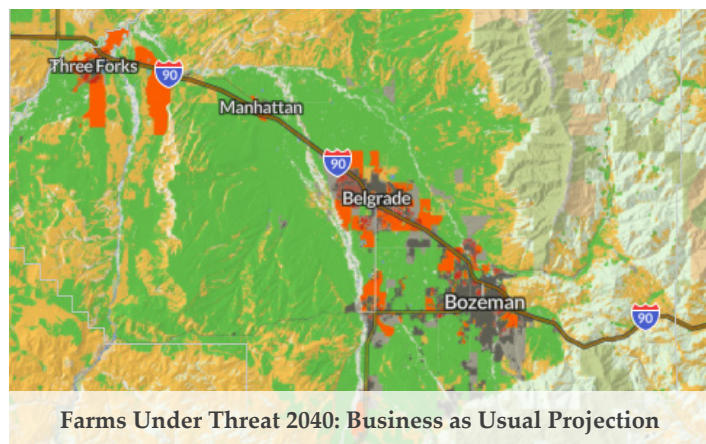 Three Forks
90
Manhattan
90
Belgrade
Bozeman
90
Farms Under Threat 2040: Business as Usual Projection